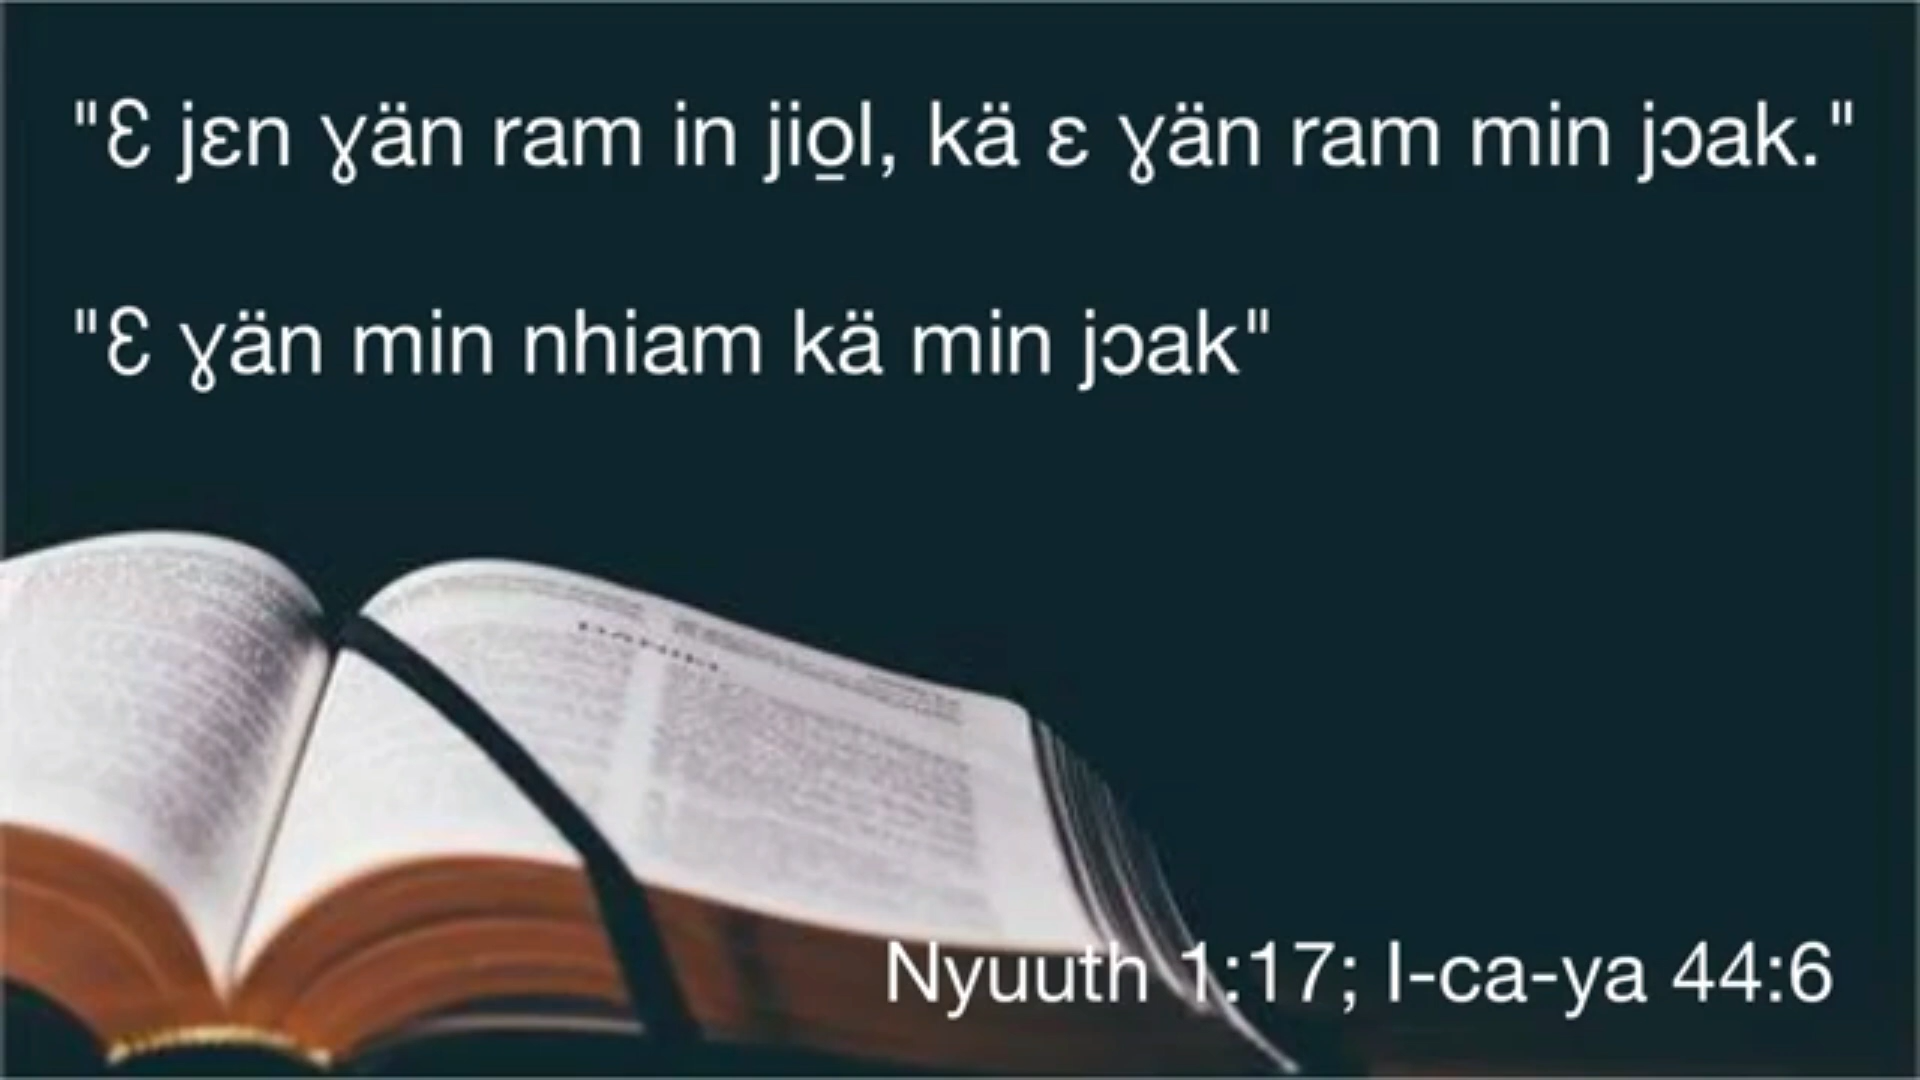 "Ɛ jɛn ɣän ram in jio̱l, kä ɛ ɣän ram min jɔak."
"Ɛ ɣän min nhiam kä min jɔak"
Nyuuth 1:17; I-ca-ya 44:6